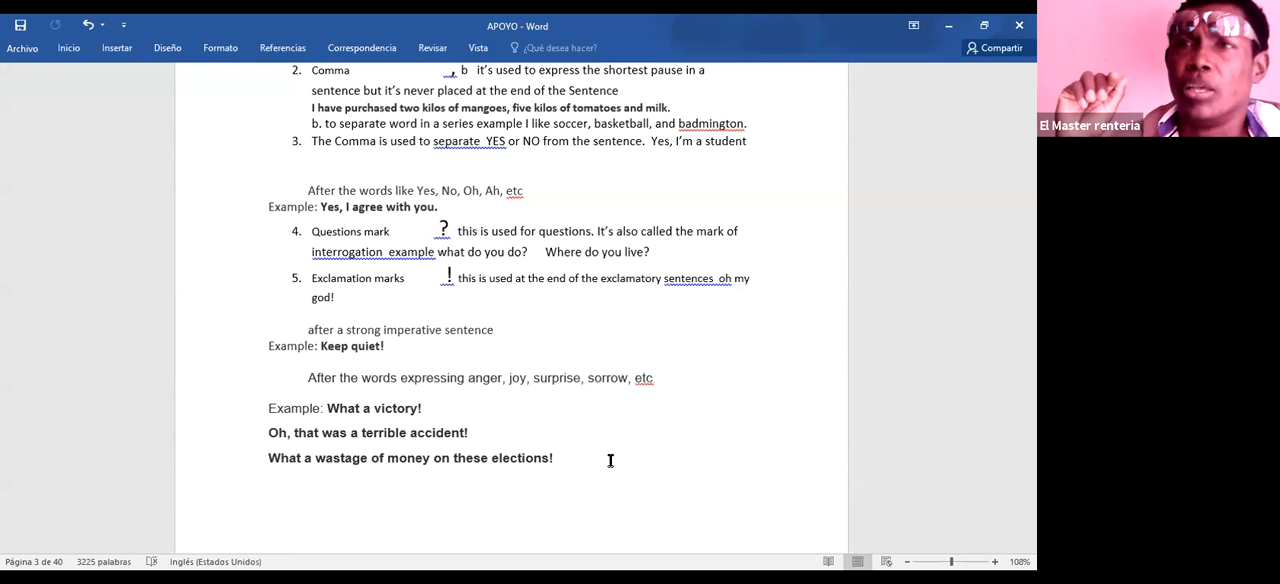 APOYO - Word
Archivo Inicio Insertar Diseño Formato Referencias Correspondencia Revisar Vista ¿Qué desea hacer? Compartir
2. Comma , b it's used to express the shortest pause in a
sentence but it's never placed at the end of the Sentence
I have purchased two kilos of mangoes, five kilos of tomatoes and milk.
b. to separate word in a series example I like soccer, basketball, and badmington.
3. The Comma is used to separate YES or NO from the sentence. Yes, I'm a student
After the words like Yes, No, Oh, Ah, etc
Example: Yes, I agree with you.
4. Questions mark ? this is used for questions. It's also called the mark of
interrogation example what do you do? Where do you live?
5. Exclamation marks ! this is used at the end of the exclamatory sentences oh my
god!
after a strong imperative sentence
Example: Keep quiet!
After the words expressing anger, joy, surprise, sorrow, etc
Example: What a victory!
Oh, that was a terrible accident!
What a wastage of money on these elections!
Página 3 de 40 3225 palabras Inglés (Estados Unidos) 108%
El Master renteria